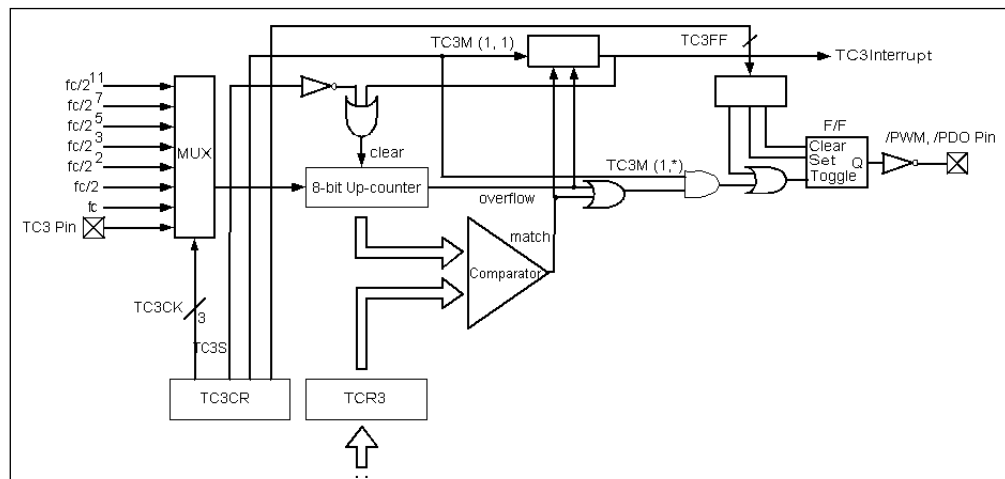 TC3M (1, 1)
TC3FF
TC3Interrupt
fc/2^11
fc/2^7
fc/2^5
fc/2^3
fc/2^2
fc/2
fc
TC3 Pin
MUX
clear
8-bit Up-counter
overflow
TC3M (1,*)
F/F
Clear
Set
Q
Toggle
/PWM, /PDO Pin
match
Comparator
TC3CK
3
TC3S
TC3CR
TCR3